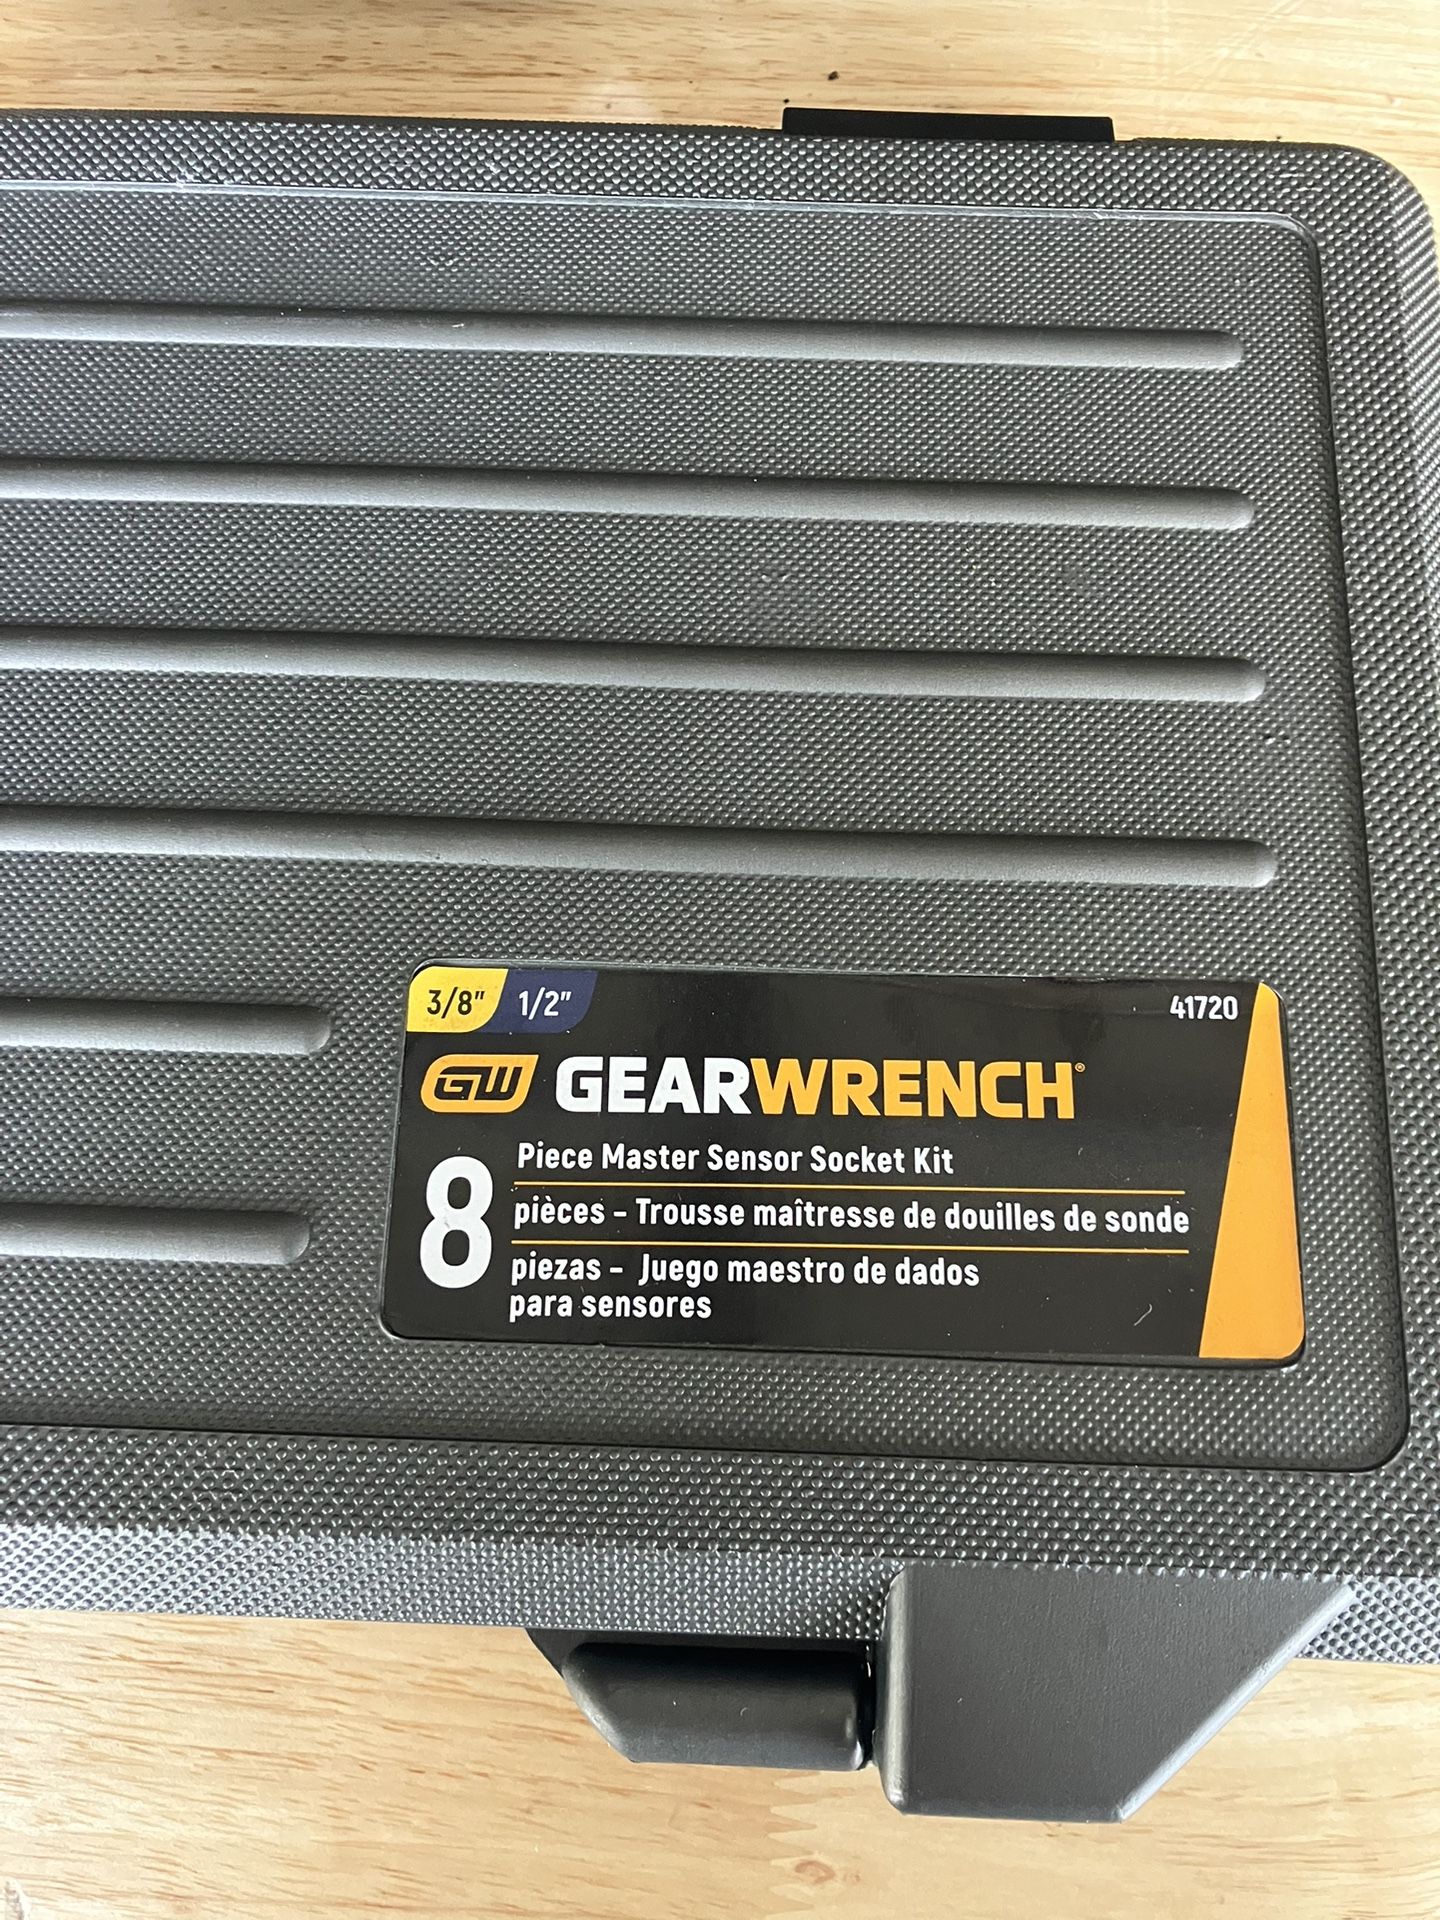 3/8" 1/2" 41720
GW GEARWRENCH®
8 Piece Master Sensor Socket Kit
pièces – Trousse maîtresse de douilles de sonde
piezas – Juego maestro de dados
para sensores